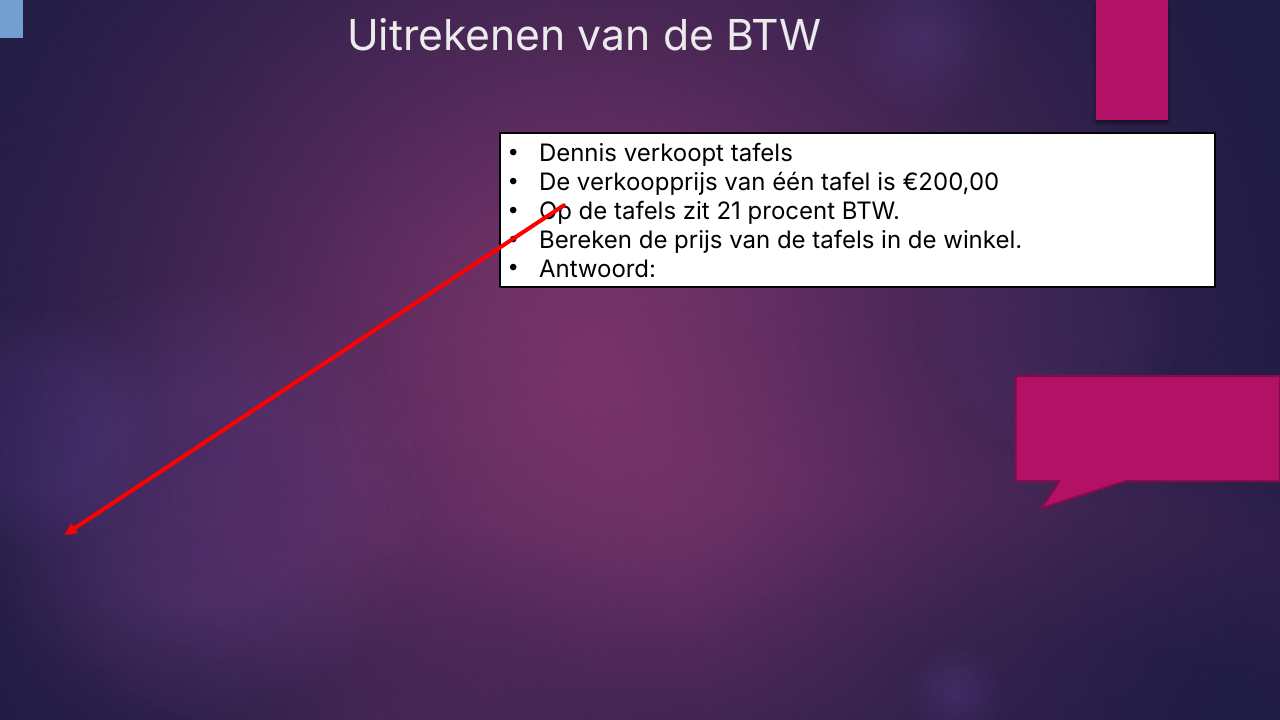 Uitrekenen van de BTW
• Dennis verkoopt tafels
• De verkoopprijs van één tafel is €200,00
• Op de tafels zit 21 procent BTW.
• Bereken de prijs van de tafels in de winkel.
• Antwoord: